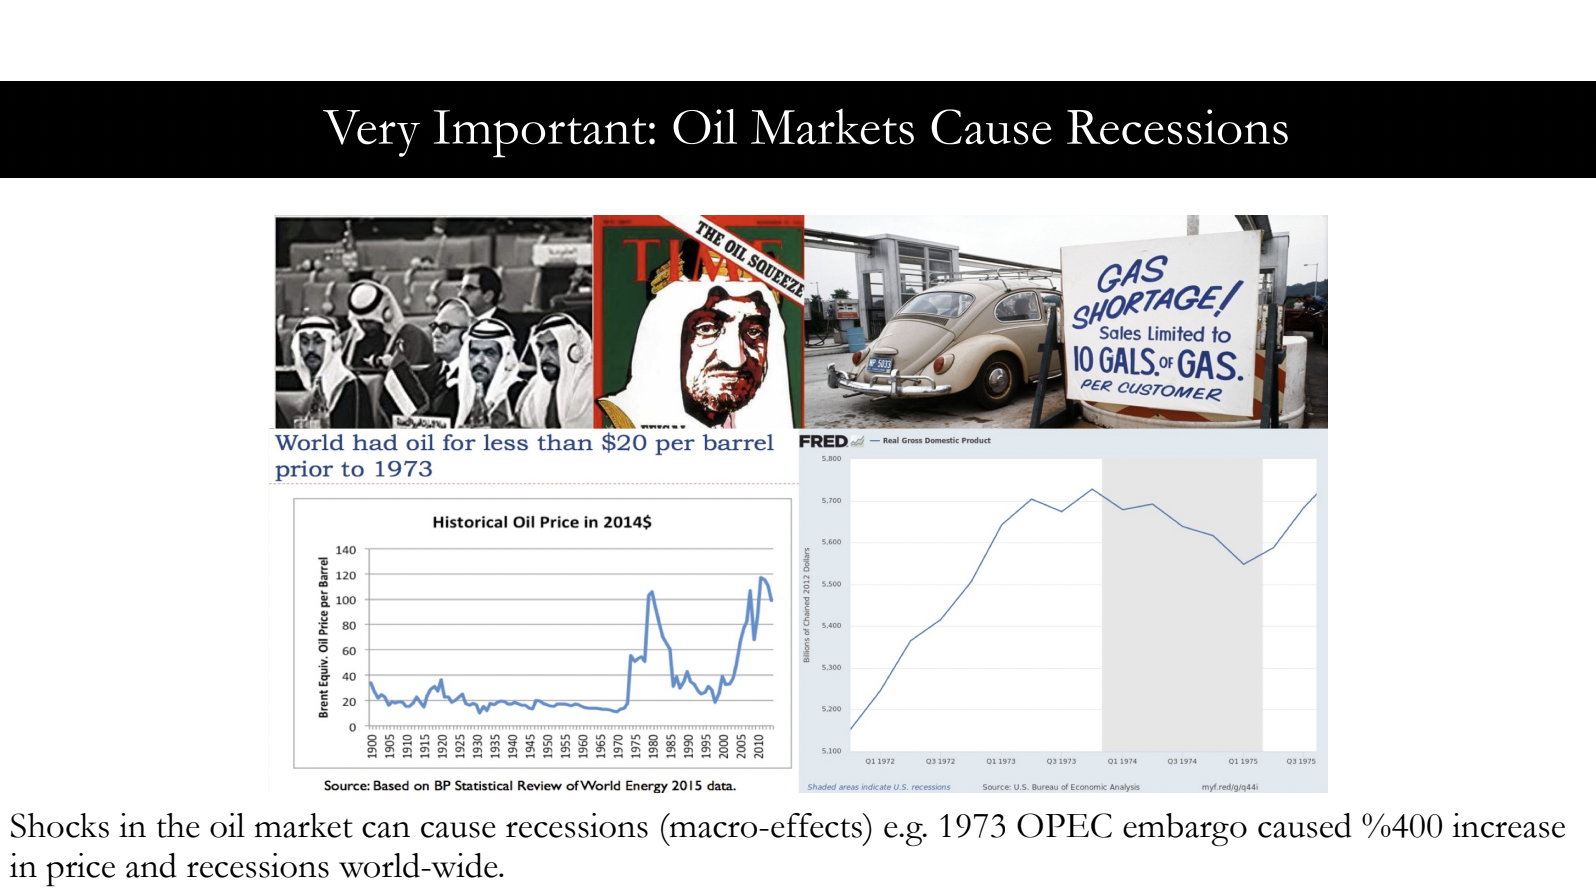 Very Important: Oil Markets Cause Recessions
TIME
THE OIL SQUEEZE
GAS
SHORTAGE!
Sales Limited to
10 GALS. OF GAS.
PER CUSTOMER
World had oil for less than $20 per barrel
prior to 1973
Historical Oil Price in 2014$
Brent Equiv. Oil Price per Barrel
140
120
100
80
60
40
20
0
1900
1905
1910
1915
1920
1925
1930
1935
1940
1945
1950
1955
1960
1965
1970
1975
1980
1985
1990
1995
2000
2005
2010
Source: Based on BP Statistical Review of World Energy 2015 data.
FRED
Real Gross Domestic Product
Billions of Chained 2012 Dollars
5,800
5,700
5,600
5,500
5,400
5,300
5,200
5,100
Q1 1972
Q3 1972
Q1 1973
Q3 1973
Q1 1974
Q3 1974
Q1 1975
Q3 1975
Shaded areas indicate U.S. recessions
Source: U.S. Bureau of Economic Analysis
myf.red/g/q44i
Shocks in the oil market can cause recessions (macro-effects) e.g. 1973 OPEC embargo caused %400 increase
in price and recessions world-wide.